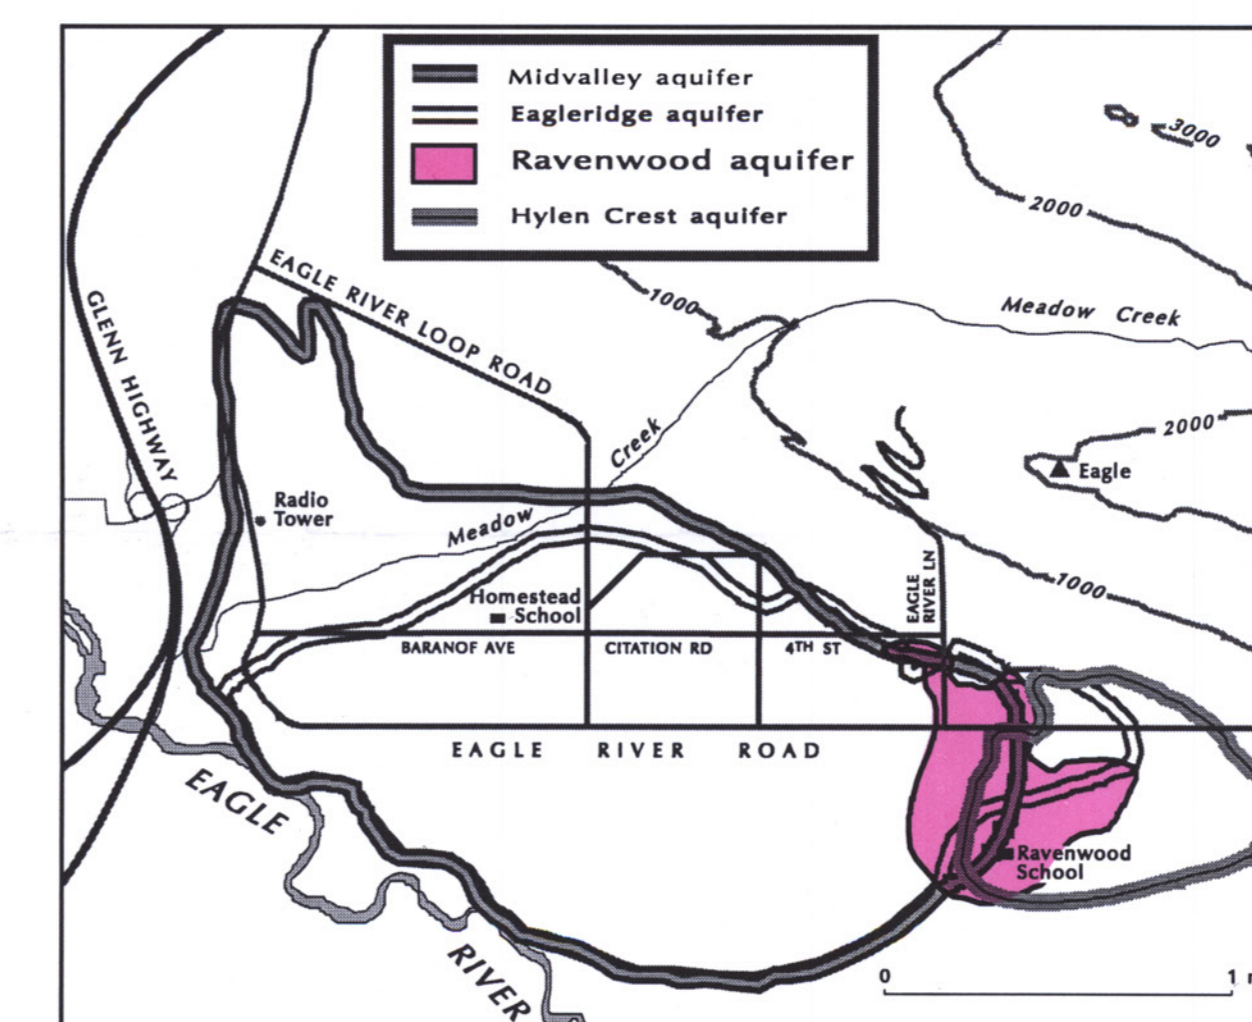 Midvalley aquifer
Eagleridge aquifer
Ravenwood aquifer
Hylen Crest aquifer
3000
2000
1000
Meadow Creek
EAGLE RIVER LOOP ROAD
GLENN HIGHWAY
Creek
2000
Eagle
Radio
Tower
Meadow
EAGLE
RIVER LN
1000
Homestead
School
BARANOF AVE
CITATION RD
4TH ST
EAGLE RIVER ROAD
EAGLE
Ravenwood
School
RIVER
0
1